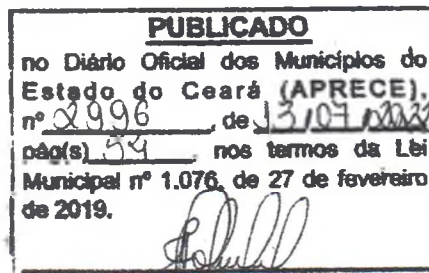 PUBLICADO
no Diário Oficial dos Municípios do
Estado do Ceará (APRECE),
nº 2996, de 13/07/2022
pág(s) 54 nos termos da Lei
Municipal nº 1.076, de 27 de fevereiro
de 2019.